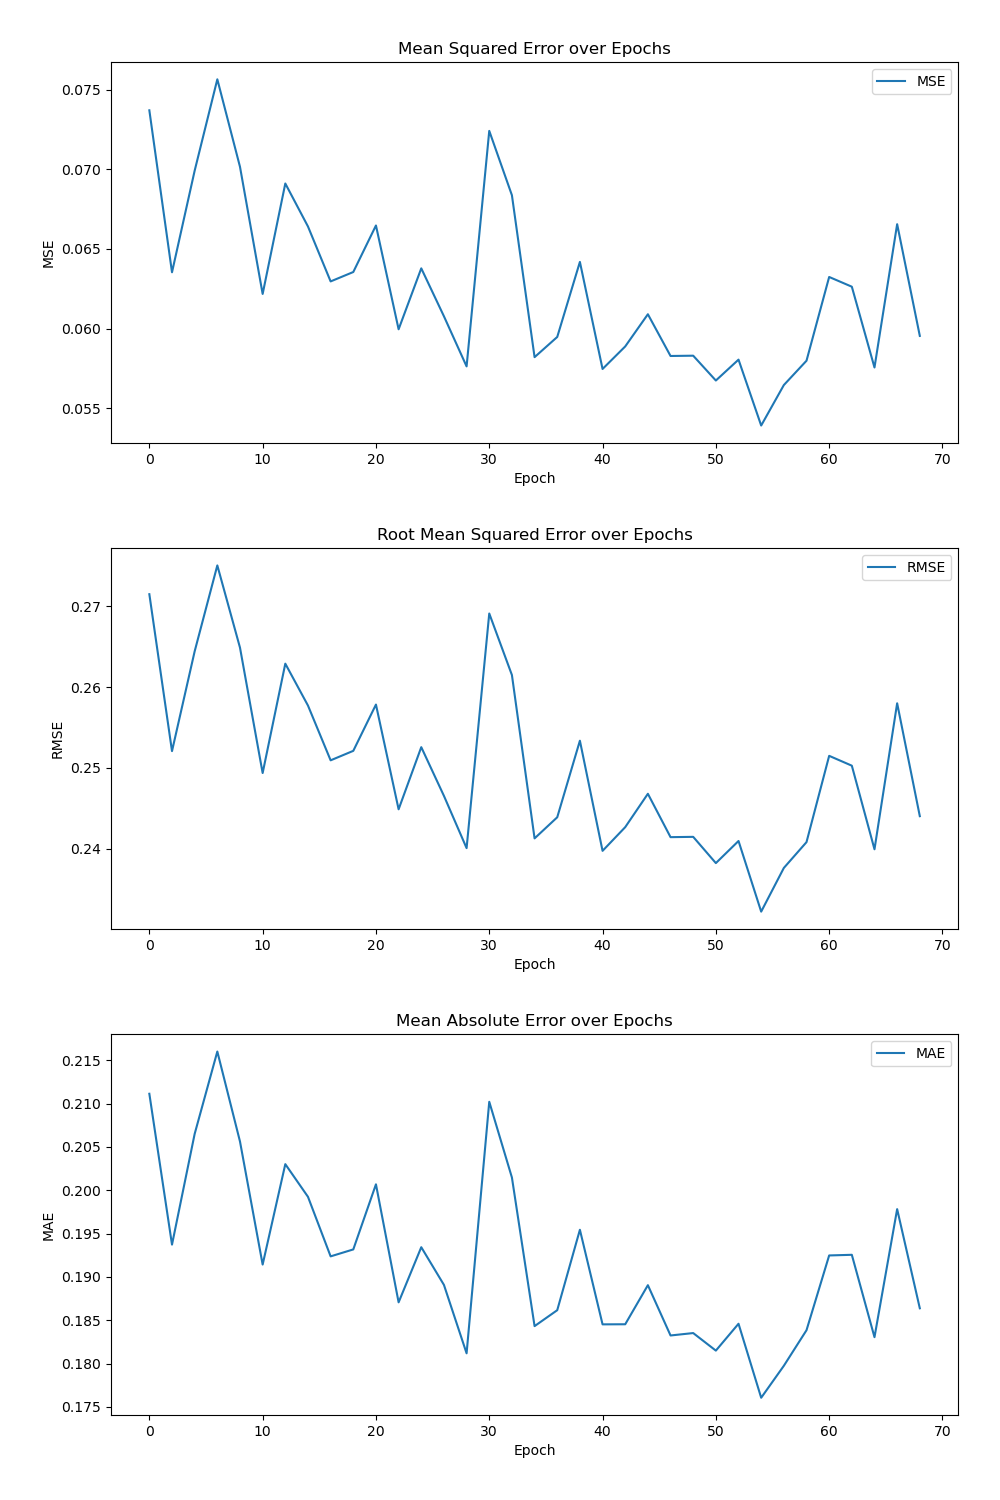 Mean Squared Error over Epochs
MSE
0.075
0.070
0.065
0.060
0.055
MSE
0 10 20 30 40 50 60 70
Epoch
Root Mean Squared Error over Epochs
RMSE
0.27
0.26
0.25
0.24
RMSE
0 10 20 30 40 50 60 70
Epoch
Mean Absolute Error over Epochs
MAE
0.215
0.210
0.205
0.200
0.195
0.190
0.185
0.180
0.175
MAE
0 10 20 30 40 50 60 70
Epoch